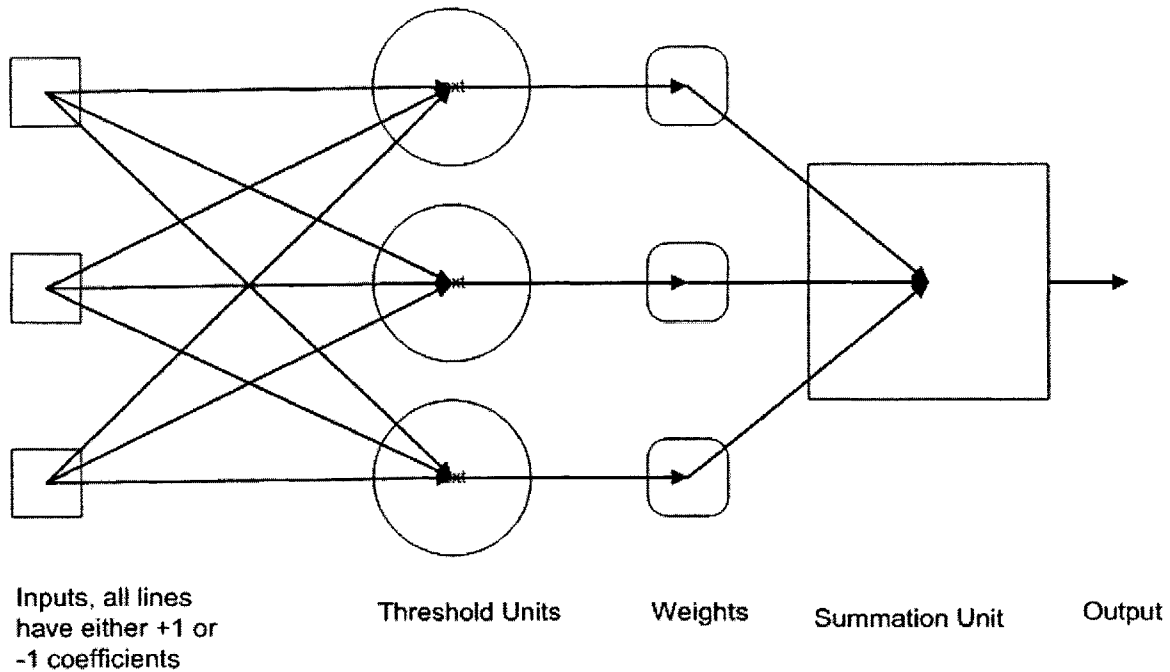 Inputs, all lines
have either +1 or
-1 coefficients
Threshold Units
Weights
Summation Unit
Output